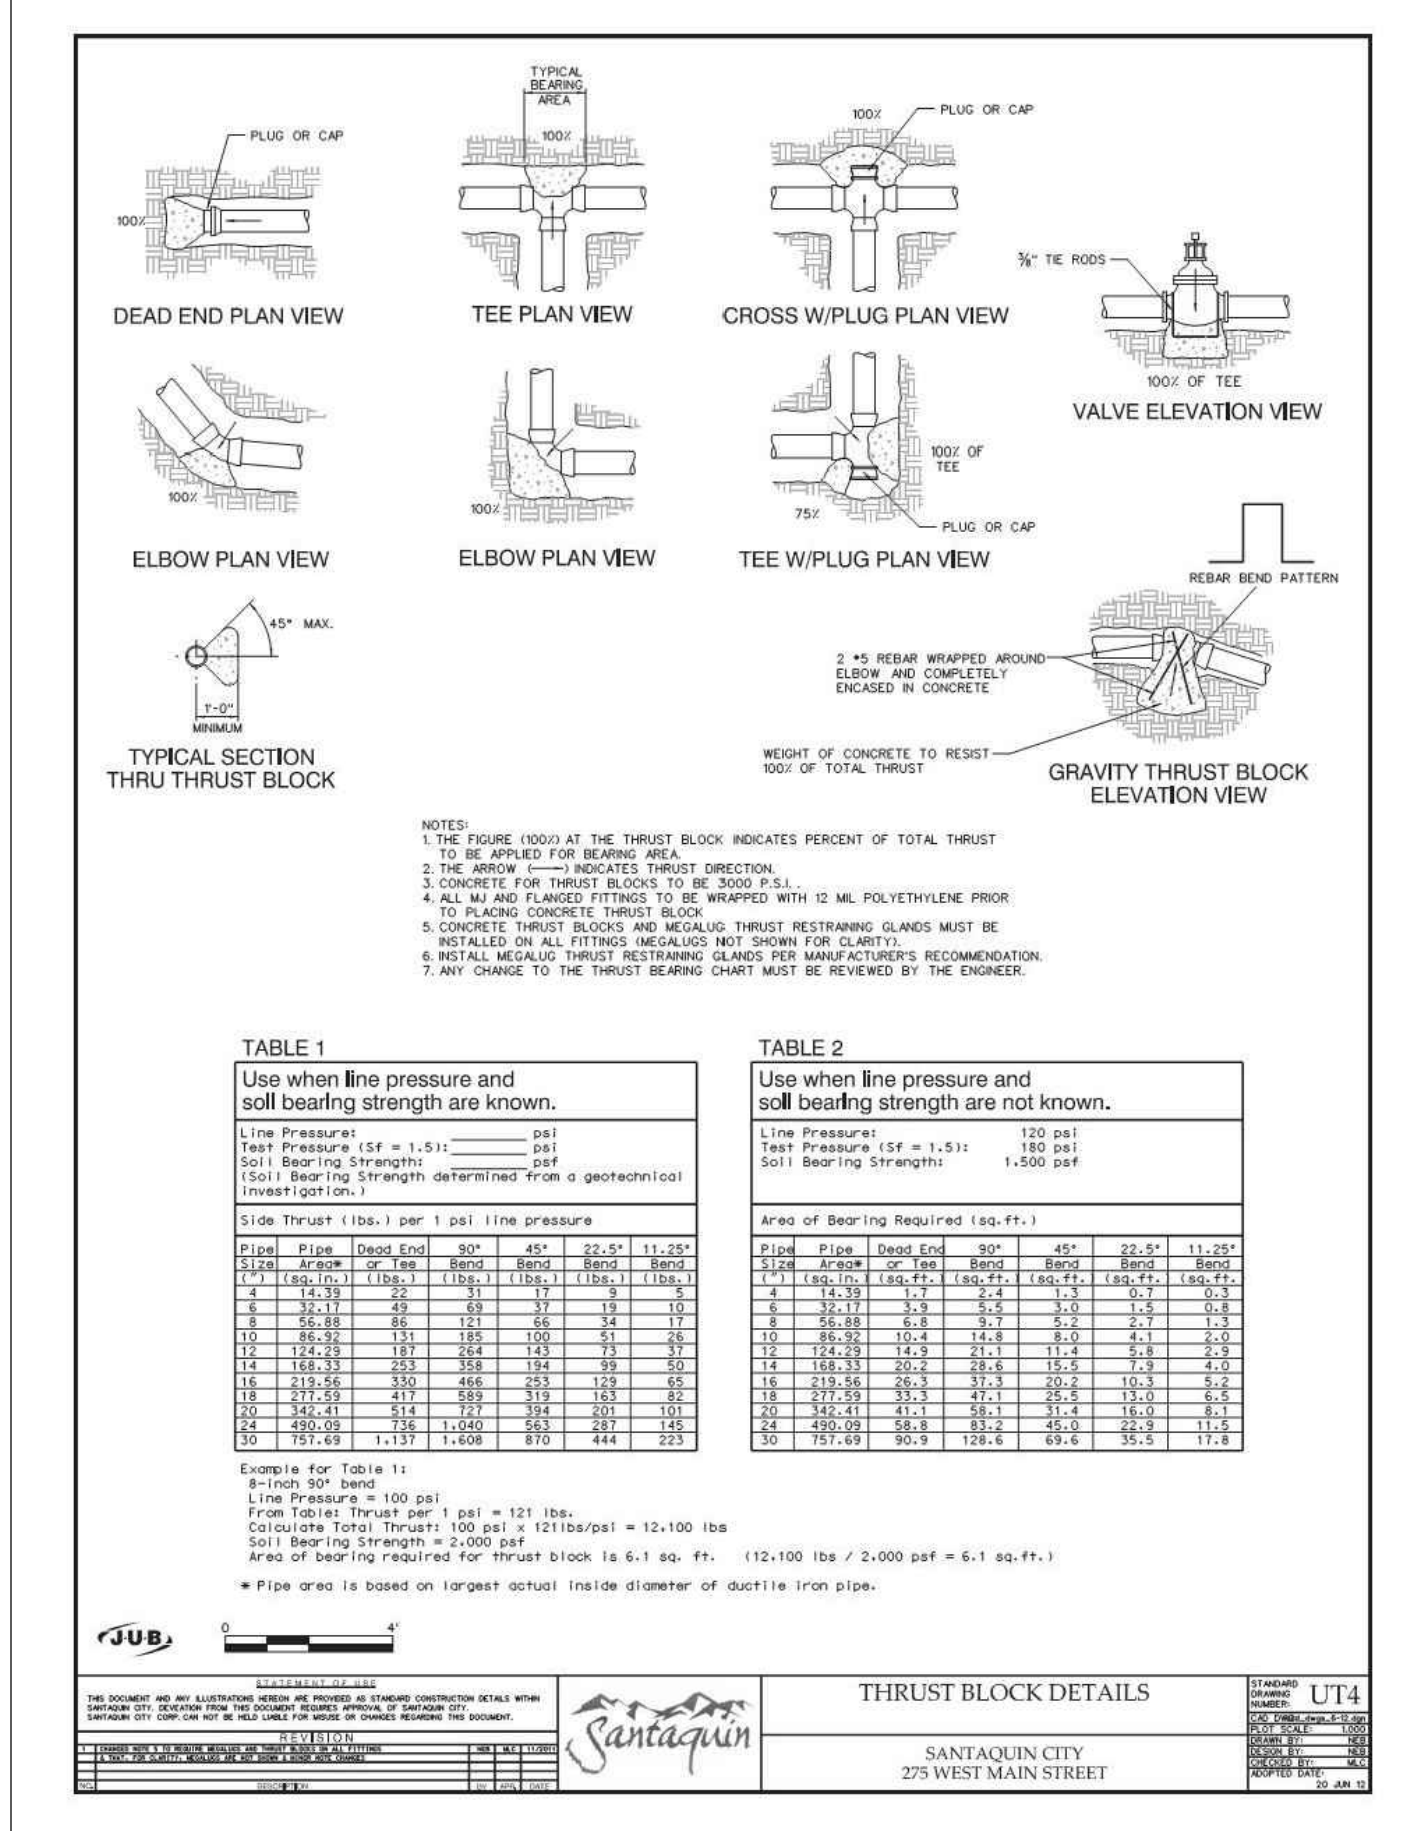 TYPICAL
BEARING
AREA
100%
PLUG OR CAP
100%
DEAD END PLAN VIEW
TEE PLAN VIEW
100%
PLUG OR CAP
CROSS W/PLUG PLAN VIEW
⅜" TIE RODS
100% OF TEE
VALVE ELEVATION VIEW
100%
ELBOW PLAN VIEW
100%
ELBOW PLAN VIEW
100% OF
TEE
75%
PLUG OR CAP
TEE W/PLUG PLAN VIEW
REBAR BEND PATTERN
45° MAX.
1'-0"
MINIMUM
TYPICAL SECTION
THRU THRUST BLOCK
2 #5 REBAR WRAPPED AROUND
ELBOW AND COMPLETELY
ENCASED IN CONCRETE
WEIGHT OF CONCRETE TO RESIST
100% OF TOTAL THRUST
GRAVITY THRUST BLOCK
ELEVATION VIEW
NOTES:
1. THE FIGURE (100%) AT THE THRUST BLOCK INDICATES PERCENT OF TOTAL THRUST
TO BE APPLIED FOR BEARING AREA.
2. THE ARROW (——) INDICATES THRUST DIRECTION.
3. CONCRETE FOR THRUST BLOCKS TO BE 3000 P.S.I. .
4. ALL MJ AND FLANGED FITTINGS TO BE WRAPPED WITH 12 MIL POLYETHYLENE PRIOR
TO PLACING CONCRETE THRUST BLOCK
5. CONCRETE THRUST BLOCKS AND MEGALUG THRUST RESTRAINING GLANDS MUST BE
INSTALLED ON ALL FITTINGS (MEGALUGS NOT SHOWN FOR CLARITY).
6. INSTALL MEGALUG THRUST RESTRAINING GLANDS PER MANUFACTURER'S RECOMMENDATION.
7. ANY CHANGE TO THE THRUST BEARING CHART MUST BE REVIEWED BY THE ENGINEER.
TABLE 1
Use when line pressure and
soil bearing strength are known.
Line Pressure: ________ psi
Test Pressure (Sf = 1.5): ________ psi
Soil Bearing Strength: ________ psf
(Soil Bearing Strength determined from a geotechnical
investigation.)
Side Thrust (lbs.) per 1 psi line pressure
Pipe Pipe Dead End 90° 45° 22.5° 11.25°
Size Area* or Tee Bend Bend Bend Bend
(") (sq.in.) (lbs.) (lbs.) (lbs.) (lbs.) (lbs.)
4 14.39 22 31 17 9 5
6 32.17 49 69 37 19 10
8 56.88 86 121 66 34 17
10 86.92 131 185 100 51 26
12 124.29 187 264 143 73 37
14 168.33 253 358 194 99 50
16 219.56 330 466 253 129 65
18 277.59 417 589 319 163 82
20 342.41 514 727 394 201 101
24 490.09 736 1,040 563 287 145
30 757.69 1,137 1,608 870 444 223
TABLE 2
Use when line pressure and
soil bearing strength are not known.
Line Pressure: 120 psi
Test Pressure (Sf = 1.5): 180 psi
Soil Bearing Strength: 1,500 psf
Area of Bearing Required (sq.ft.)
Pipe Pipe Dead End 90° 45° 22.5° 11.25°
Size Area* or Tee Bend Bend Bend Bend
(") (sq.in.) (sq.ft.) (sq.ft.) (sq.ft. (sq.ft.) (sq.ft.
4 14.39 1.7 2.4 1.3 0.7 0.3
6 32.17 3.9 5.5 3.0 1.5 0.8
8 56.88 6.8 9.7 5.2 2.7 1.3
10 86.92 10.4 14.8 8.0 4.1 2.0
12 124.29 14.9 21.1 11.4 5.8 2.9
14 168.33 20.2 28.6 15.5 7.9 4.0
16 219.56 26.3 37.3 20.2 10.3 5.2
18 277.59 33.3 47.1 25.5 13.0 6.5
20 342.41 41.1 58.1 31.4 16.0 8.1
24 490.09 58.8 83.2 45.0 22.9 11.5
30 757.69 90.9 128.6 69.6 35.5 17.8
Example for Table 1:
8-inch 90° bend
Line Pressure = 100 psi
From Table: Thrust per 1 psi = 121 lbs.
Calculate Total Thrust: 100 psi x 121lbs/psi = 12,100 lbs
Soil Bearing Strength = 2,000 psf
Area of bearing required for thrust block is 6.1 sq. ft. (12,100 lbs / 2,000 psf = 6.1 sq.ft.)
* Pipe area is based on largest actual inside diameter of ductile iron pipe.
J·U·B
0 4'
STATEMENT OF USE
THIS DOCUMENT AND ANY ILLUSTRATIONS HEREON ARE PROVIDED AS STANDARD CONSTRUCTION DETAILS WITHIN
SANTAQUIN CITY. DEVEATION FROM THIS DOCUMENT REQUIRES APPROVAL OF SANTAQUIN CITY.
SANTAQUIN CITY CORP. CAN NOT BE HELD LIABLE FOR MISUSE OR CHANGES REGARDING THIS DOCUMENT.
REVISION
1 CHANGED NOTE 5 TO REQUIRE MEGALUGS AND THRUST BLOCKS ON ALL FITTINGS NEB MLC 11/2011
& THAT, FOR CLARITY, MEGALUGS ARE NOT SHOWN & MINOR NOTE CHANGES
NO. DESCRIPTION BY APR. DATE
Santaquin
THRUST BLOCK DETAILS
SANTAQUIN CITY
275 WEST MAIN STREET
STANDARD
DRAWING
NUMBER: UT4
PLOT SCALE: 1.000
DRAWN BY: NEB
DESIGN BY: NEB
CHECKED BY: MLC
ADOPTED DATE:
20 JUN 12